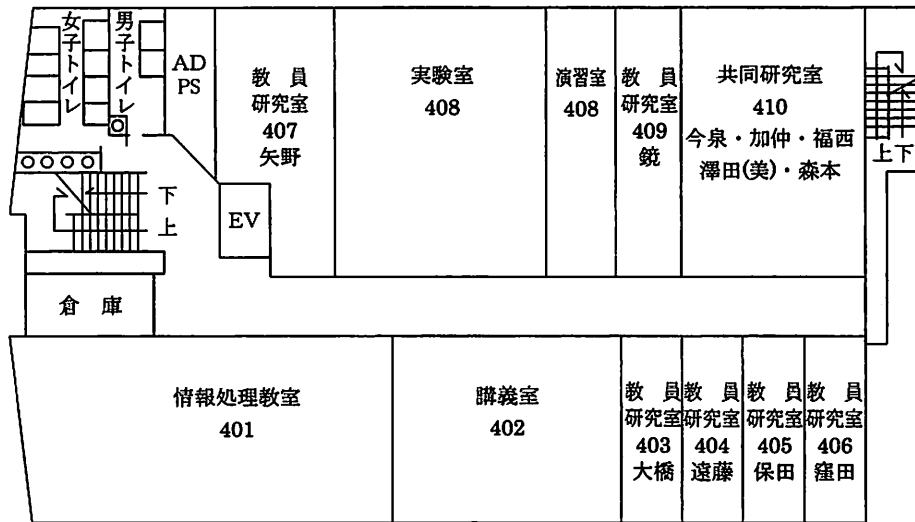 女子トイレ
男子トイレ
AD
PS
教 員
研究室
407
矢野
実験室
408
演習室
408
教 員
研究室
409
鏡
共同研究室
410
今泉・加仲・福西
澤田(美)・森本
上下
下
上
EV
倉 庫
情報処理教室
401
講義室
402
教 員
研究室
403
大橋
教 員
研究室
404
遠藤
教 員
研究室
405
保田
教 員
研究室
406
窪田